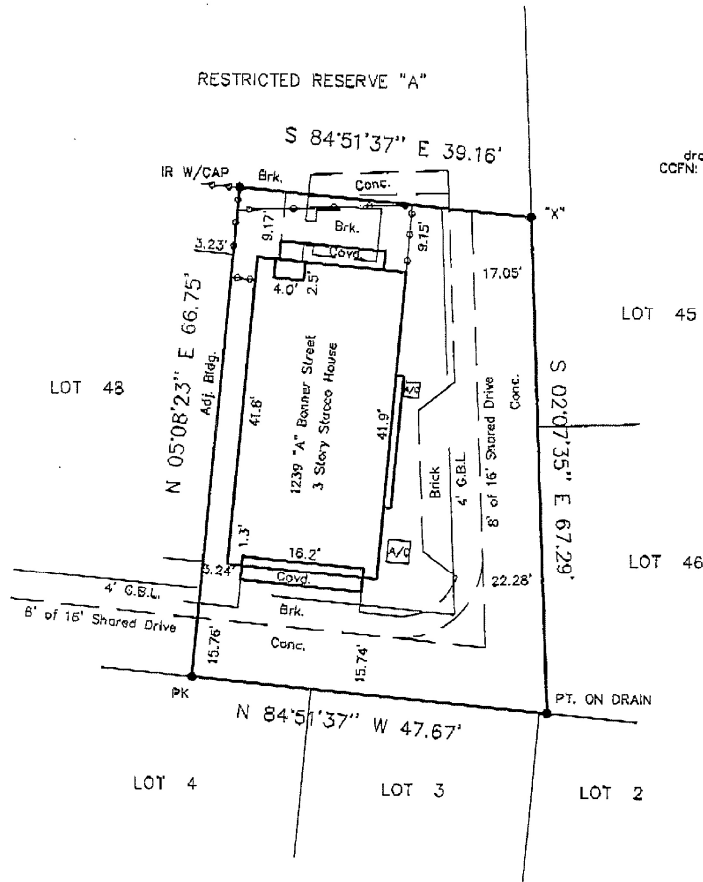 RESTRICTED RESERVE "A"
S 84°51'37" E 39.16'
IR W/CAP
Brk.
Conc.
"X"
CCFN:
9.17'
Brk.
9.15'
3.23'
Covd.
17.05'
4.0'
2.5'
LOT 45
N 05°08'23" E 66.75'
Adj. Bldg.
LOT 48
41.8'
1239 "A" Bonner Street
3 Story Stucco House
41.9'
A/C
Brick
4' G.B.L.
8' of 16' Shared Drive
Conc.
S 02°07'35" E 67.29'
1.3'
16.2'
A/C
LOT 46
3.24'
Covd.
22.28'
4' G.B.L.
8' of 16' Shared Drive
Brk.
Conc.
15.76'
15.74'
PK
PT. ON DRAIN
N 84°51'37" W 47.67'
LOT 4
LOT 3
LOT 2